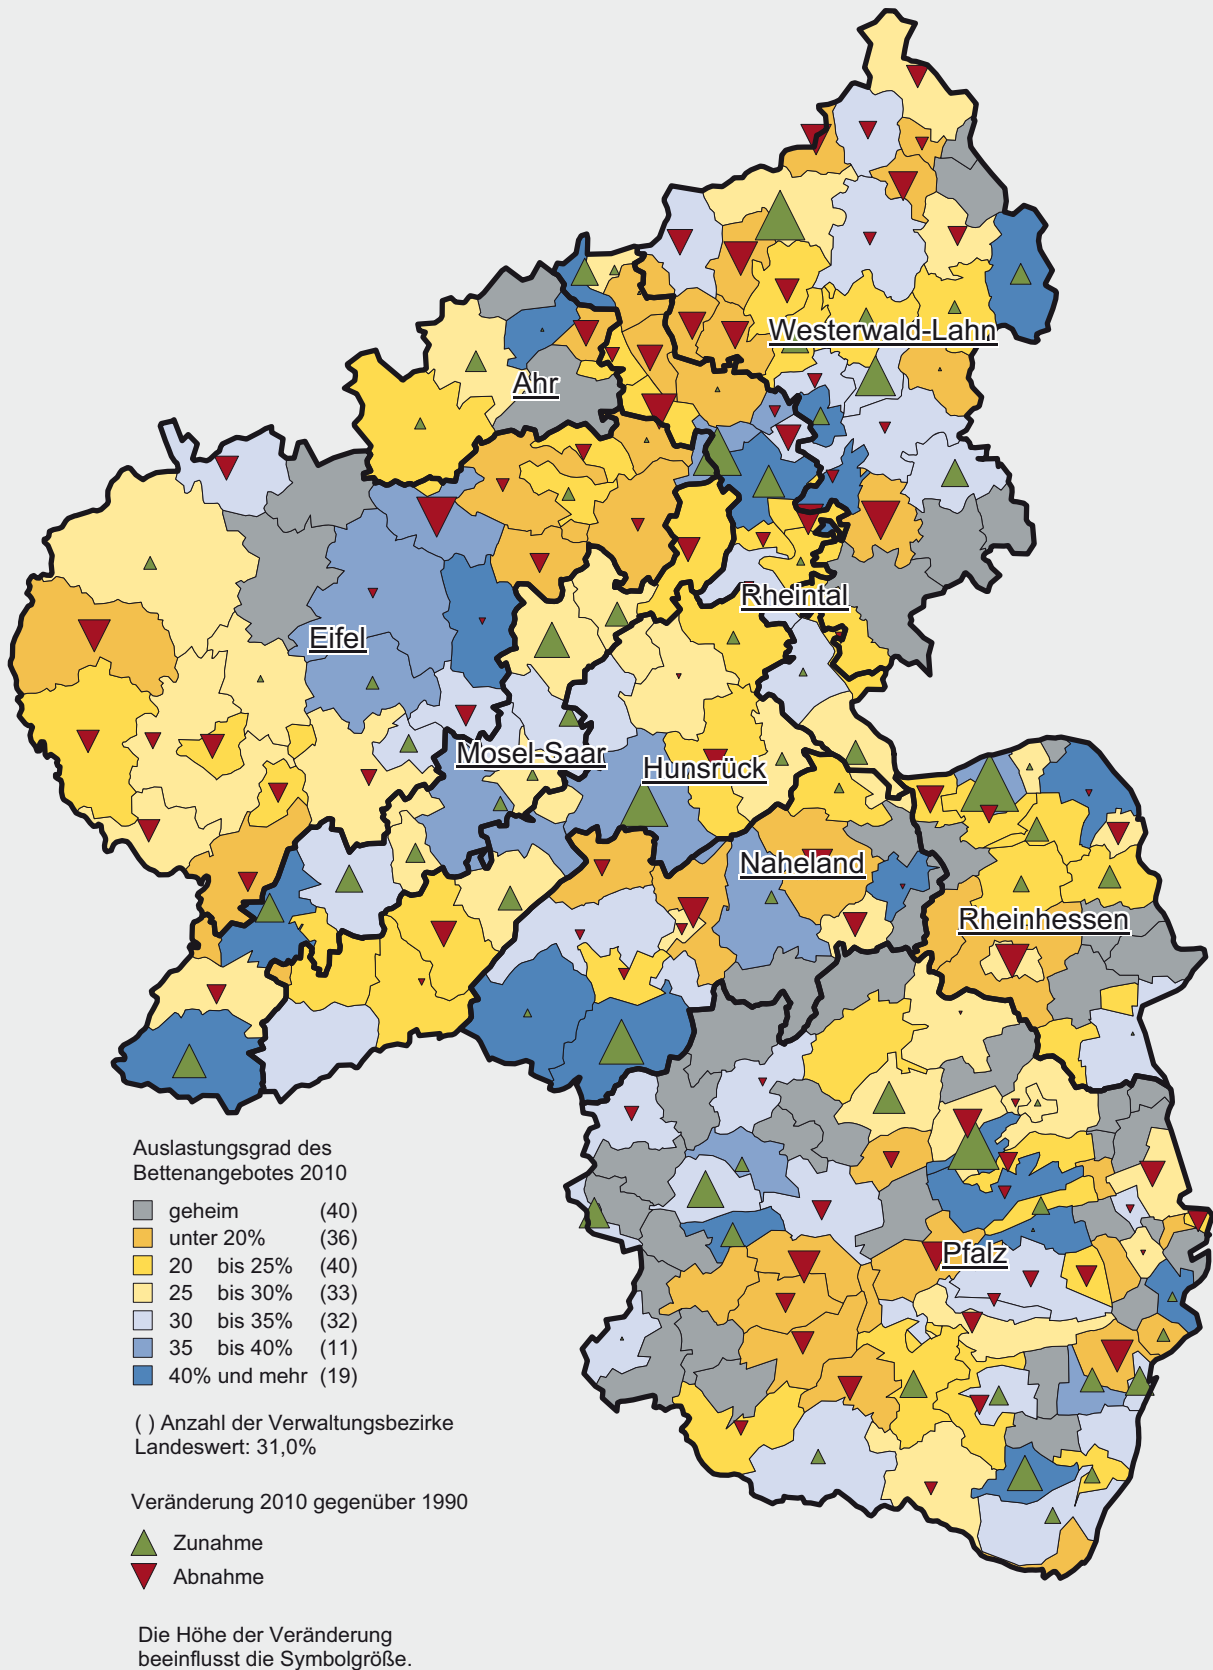 Westerwald-Lahn
Ahr
Rheintal
Eifel
Mosel-Saar
Hunsrück
Naheland
Rheinhessen
Pfalz
Auslastungsgrad des
Bettenangebotes 2010
geheim (40)
unter 20% (36)
20 bis 25% (40)
25 bis 30% (33)
30 bis 35% (32)
35 bis 40% (11)
40% und mehr (19)
( ) Anzahl der Verwaltungsbezirke
Landeswert: 31,0%
Veränderung 2010 gegenüber 1990
Zunahme
Abnahme
Die Höhe der Veränderung
beeinflusst die Symbolgröße.